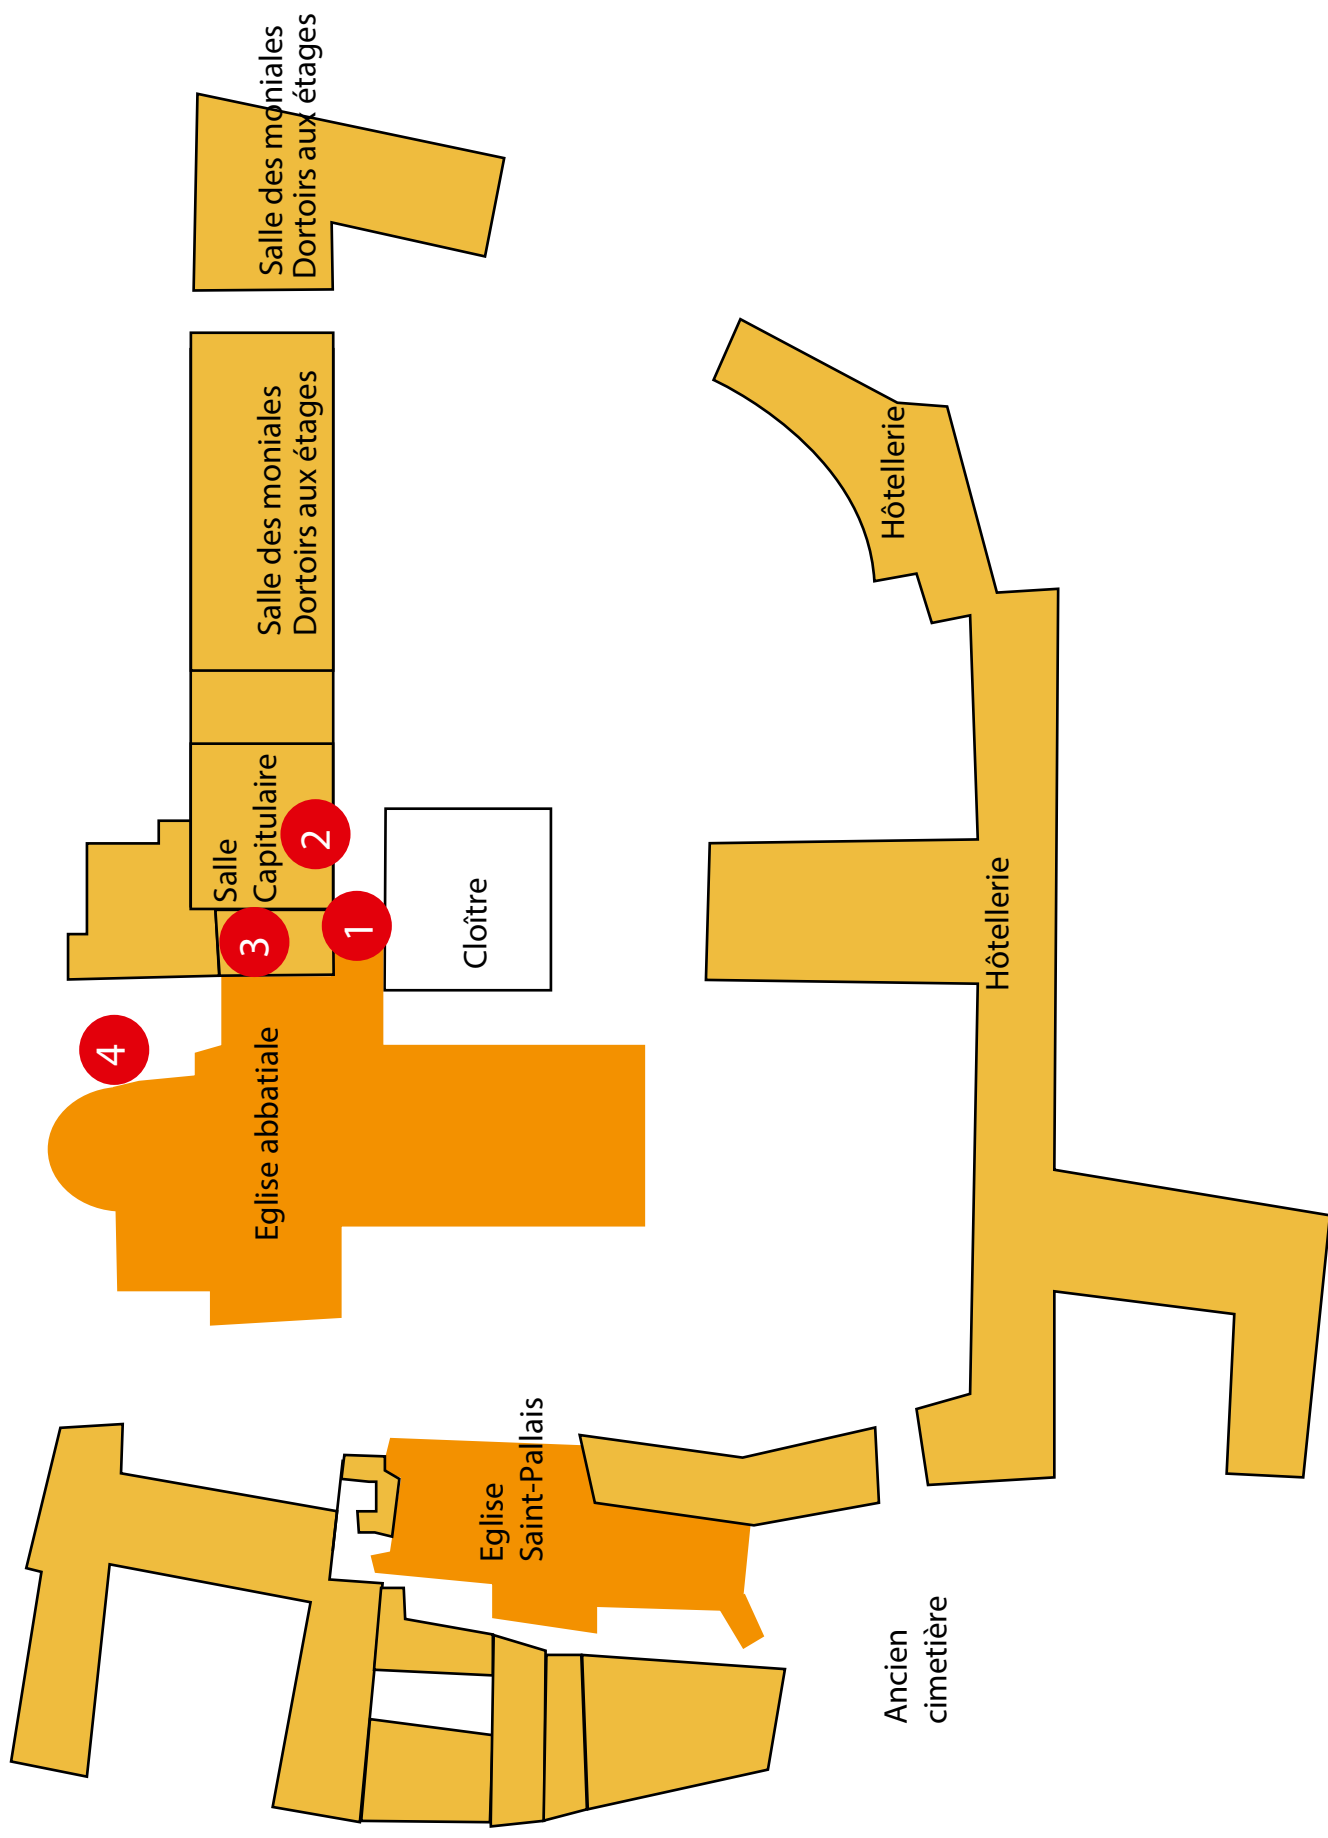 Salle des moniales
Dortoirs aux étages
Salle des moniales
Dortoirs aux étages
Hôtellerie
Salle
Capitulaire
2
3
1
Cloître
Hôtellerie
4
Eglise abbatiale
Eglise
Saint-Pallais
Ancien
cimetière